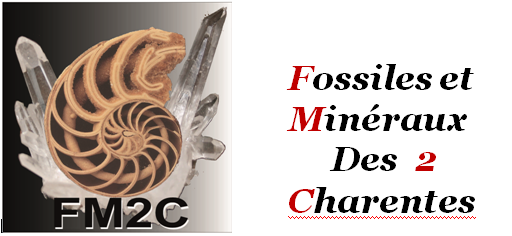 FM2C
Fossiles et
Minéraux
Des 2
Charentes